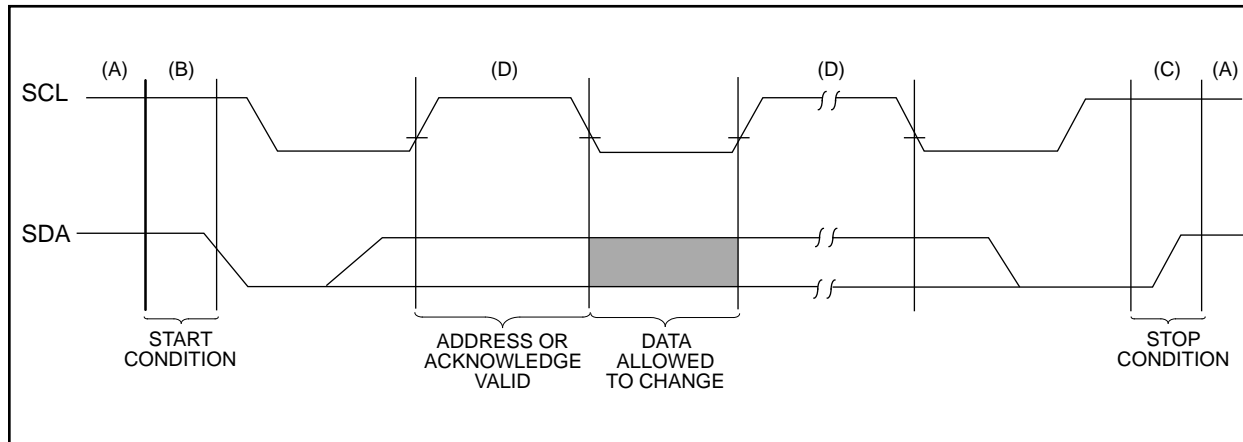 (A) (B) (D) (D) (C) (A)
SCL
SDA
START
CONDITION
ADDRESS OR
ACKNOWLEDGE
VALID
DATA
ALLOWED
TO CHANGE
STOP
CONDITION